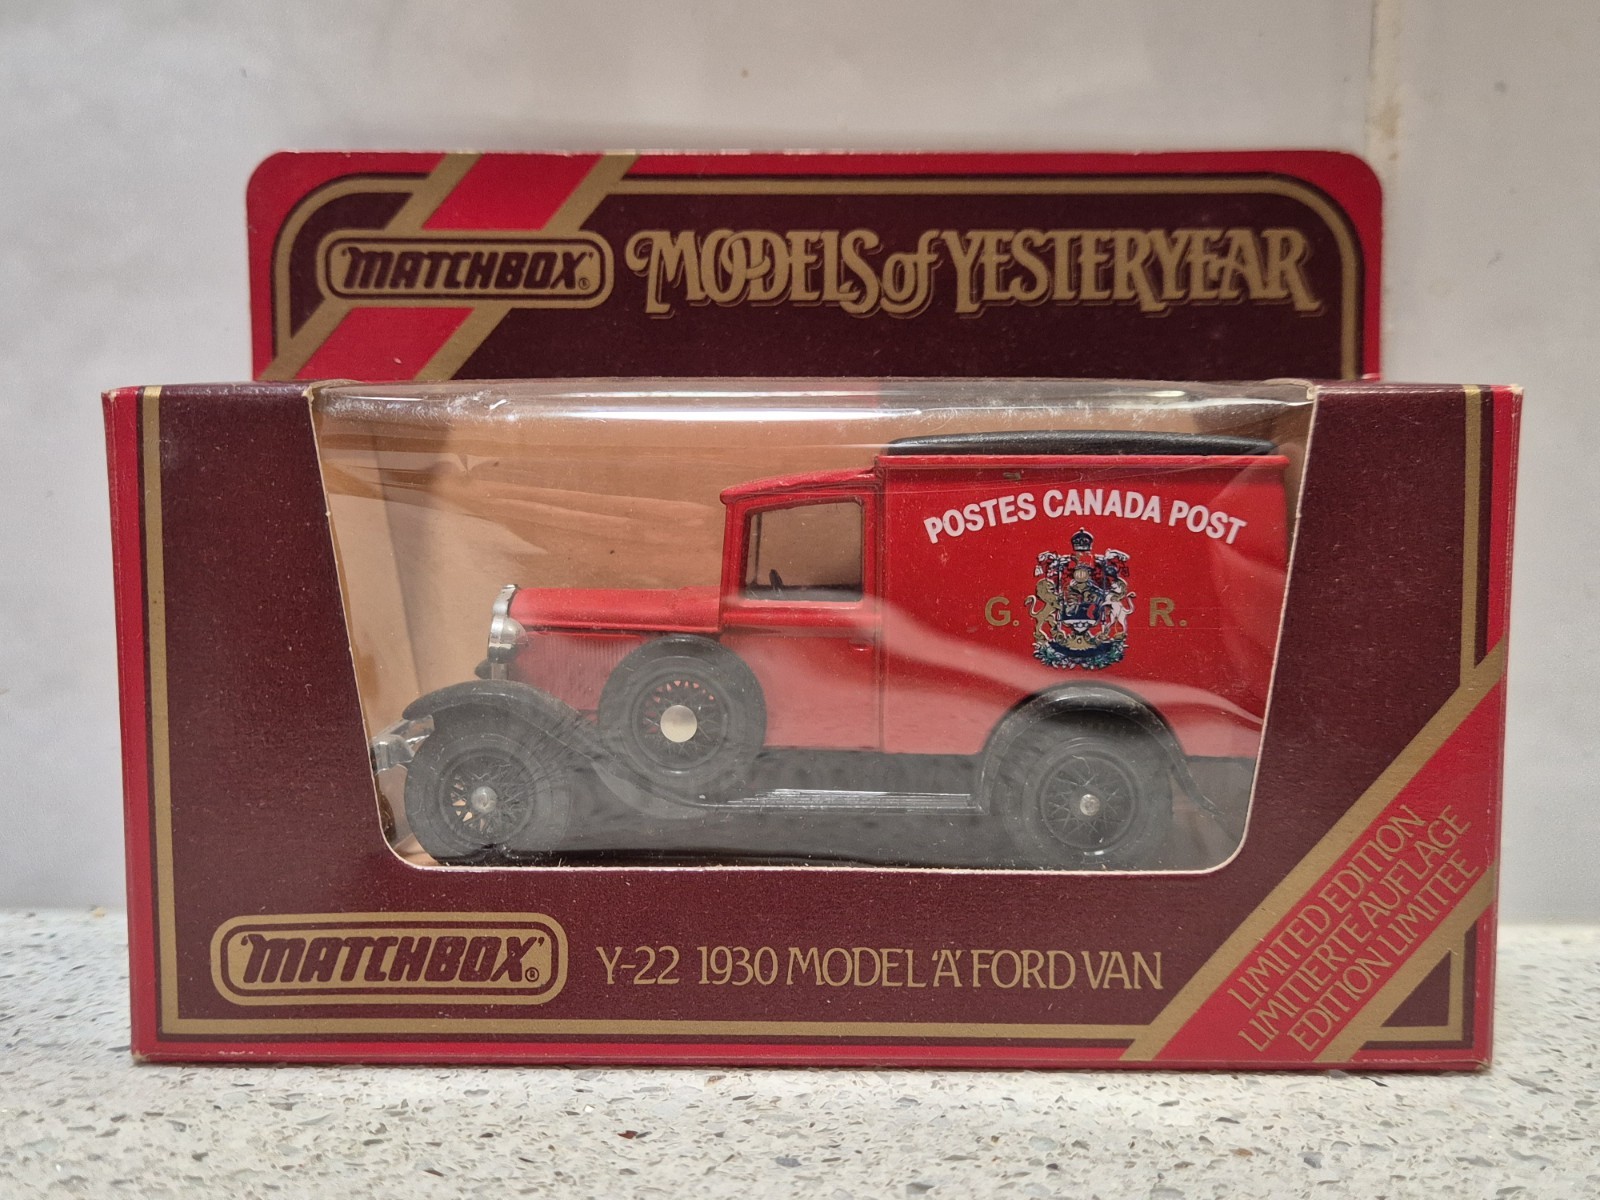 MATCHBOX®
MODELS of YESTERYEAR
POSTES CANADA POST
G. R.
MATCHBOX®
Y-22 1930 MODEL 'A' FORD VAN
LIMITED EDITION
LIMITIERTE AUFLAGE
EDITION LIMITEE